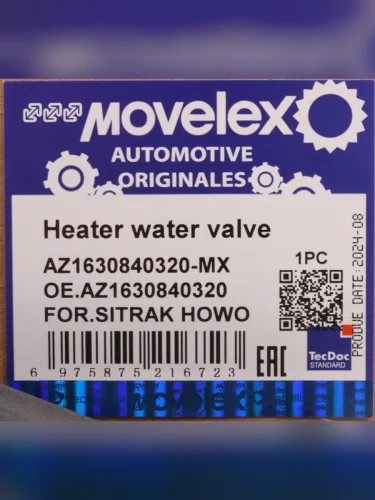 MOVELEX
AUTOMOTIVE
ORIGINALES
Heater water valve
AZ1630840320-MX
1PC
OE.AZ1630840320
FOR.SITRAK HOWO
PRODUE DATE:2024-08
EAC
TecDoc
STANDARD
6 975875 216723
MOVELEX